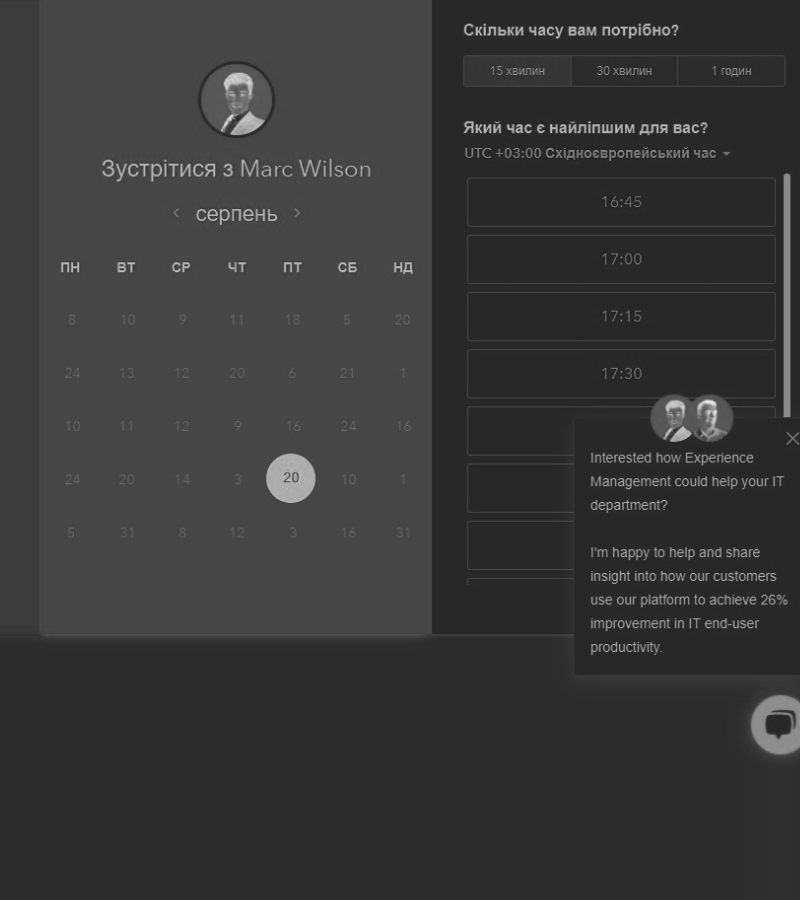 Зустрітися з Marc Wilson
серпень
ПН ВТ СР ЧТ ПТ СБ НД
8 10 9 11 18 5 20
24 13 12 20 6 21 1
10 11 12 9 16 24 16
24 20 14 3 20 10 1
5 31 8 12 3 16 31
Скільки часу вам потрібно?
15 хвилин 30 хвилин 1 годин
Який час є найліпшим для вас?
UTC +03:00 Східноєвропейський час
16:45
17:00
17:15
17:30
Interested how Experience
Management could help your IT
department?
I'm happy to help and share
insight into how our customers
use our platform to achieve 26%
improvement in IT end-user
productivity.